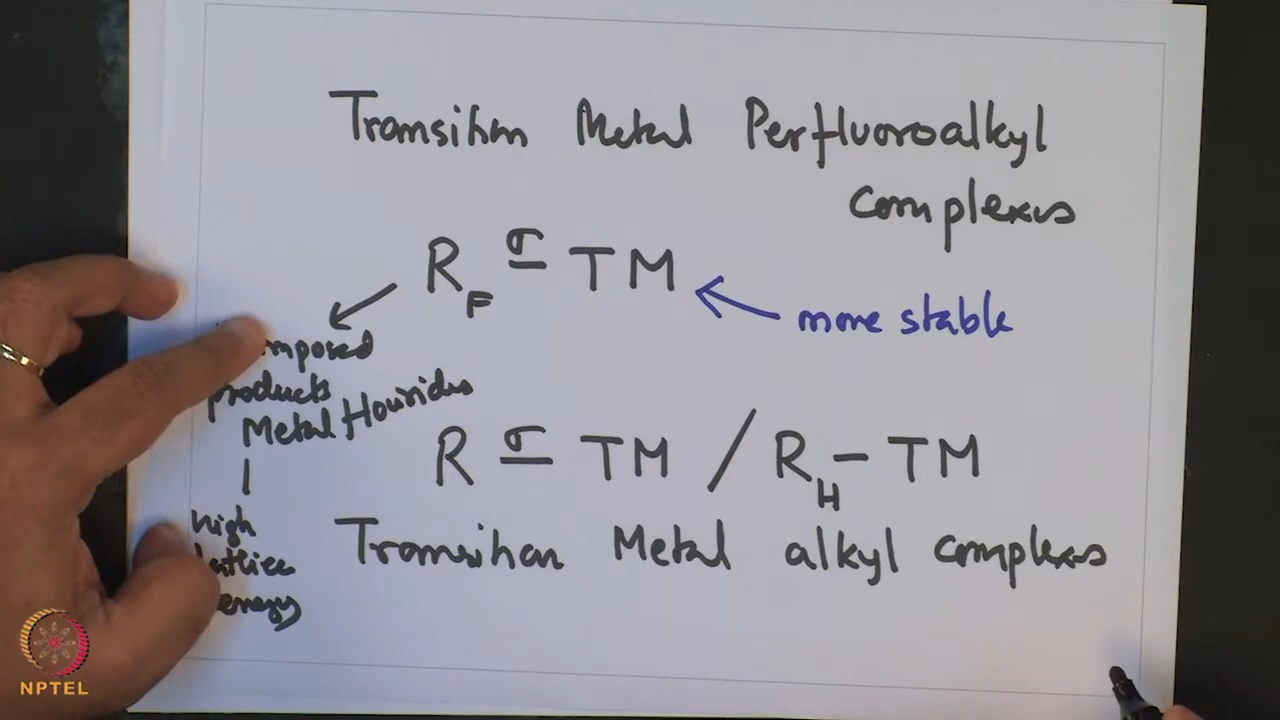 Transition Metal Perfluoroalkyl
complexes
σ
R_F - TM
more stable
products
Metal flourides
σ
R - TM / R_H - TM
high
lattice
energy
Transition Metal alkyl complexes
NPTEL